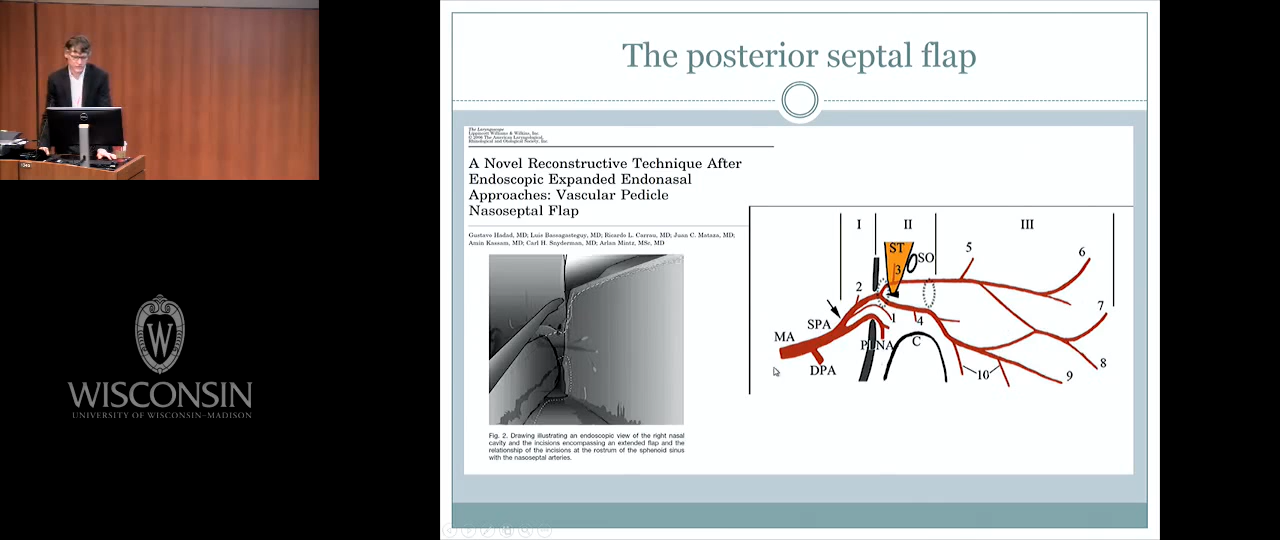 The posterior septal flap
The Laryngoscope
Lippincott Williams & Wilkins, Inc.
© 2006 The American Laryngological,
Rhinological and Otological Society, Inc.
A Novel Reconstructive Technique After
Endoscopic Expanded Endonasal
Approaches: Vascular Pedicle
Nasoseptal Flap
Gustavo Hadad, MD; Luis Bassagasteguy, MD; Ricardo L. Carrau, MD; Juan C. Mataza, MD;
Amin Kassam, MD; Carl H. Snyderman, MD; Arlan Mintz, MSc, MD
Fig. 2. Drawing illustrating an endoscopic view of the right nasal
cavity and the incisions encompassing an extended flap and the
relationship of the incisions at the rostrum of the sphenoid sinus
with the nasoseptal arteries.
I II III
ST
SO
3
5
6
2
7
SPA
1
4
MA
PLNA
C
DPA
10
8
9
W
WISCONSIN
UNIVERSITY OF WISCONSIN–MADISON